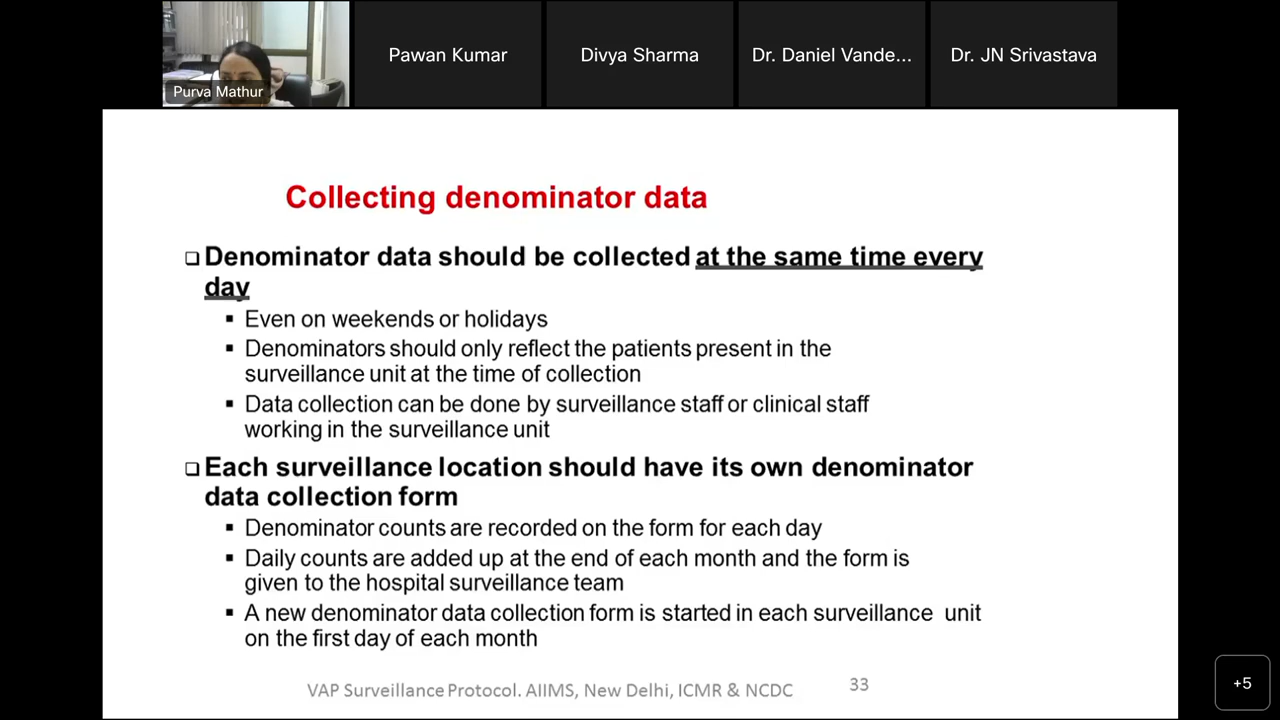 Purva Mathur
Pawan Kumar
Divya Sharma
Dr. Daniel Vande...
Dr. JN Srivastava
Collecting denominator data
❑ Denominator data should be collected at the same time every
day
▪ Even on weekends or holidays
▪ Denominators should only reflect the patients present in the
surveillance unit at the time of collection
▪ Data collection can be done by surveillance staff or clinical staff
working in the surveillance unit
❑ Each surveillance location should have its own denominator
data collection form
▪ Denominator counts are recorded on the form for each day
▪ Daily counts are added up at the end of each month and the form is
given to the hospital surveillance team
▪ A new denominator data collection form is started in each surveillance unit
on the first day of each month
VAP Surveillance Protocol. AIIMS, New Delhi, ICMR & NCDC
33
+5